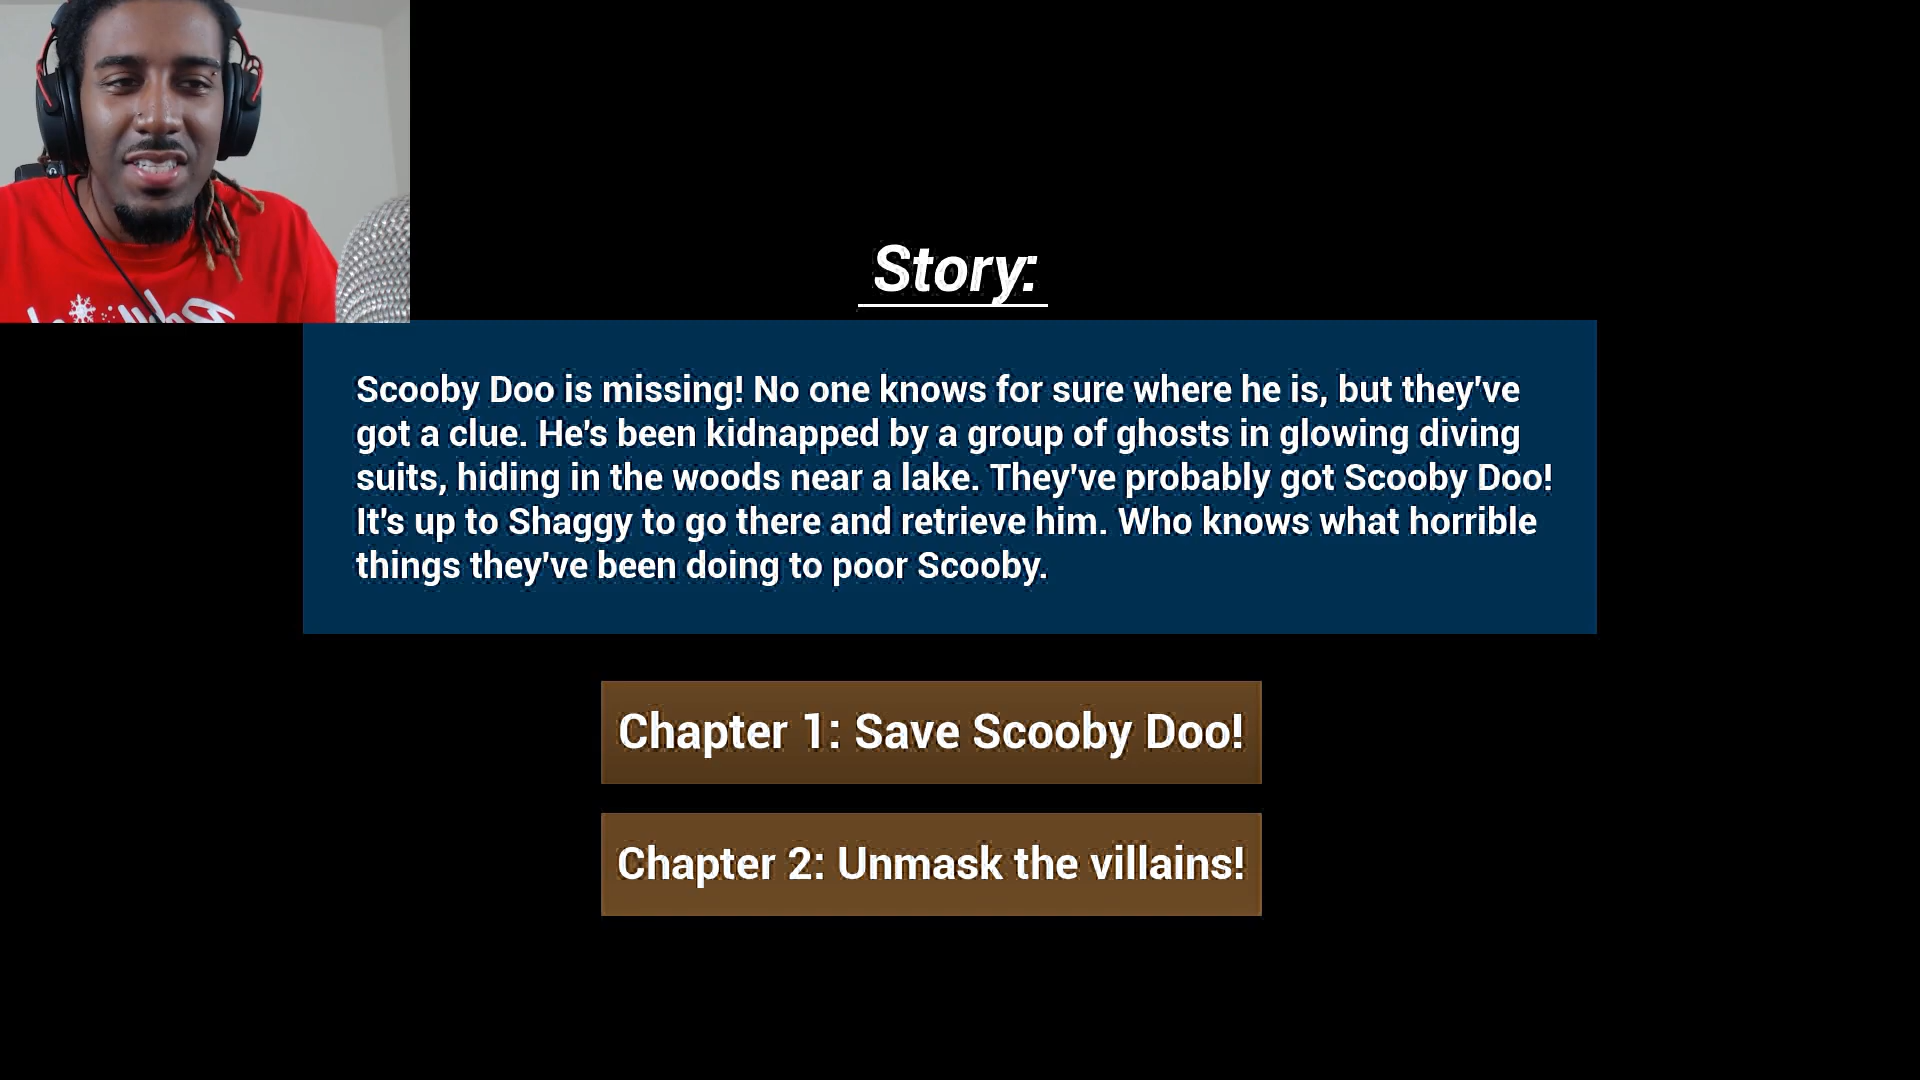 Story:
Scooby Doo is missing! No one knows for sure where he is, but they've
got a clue. He's been kidnapped by a group of ghosts in glowing diving
suits, hiding in the woods near a lake. They've probably got Scooby Doo!
It's up to Shaggy to go there and retrieve him. Who knows what horrible
things they've been doing to poor Scooby.
Chapter 1: Save Scooby Doo!
Chapter 2: Unmask the villains!